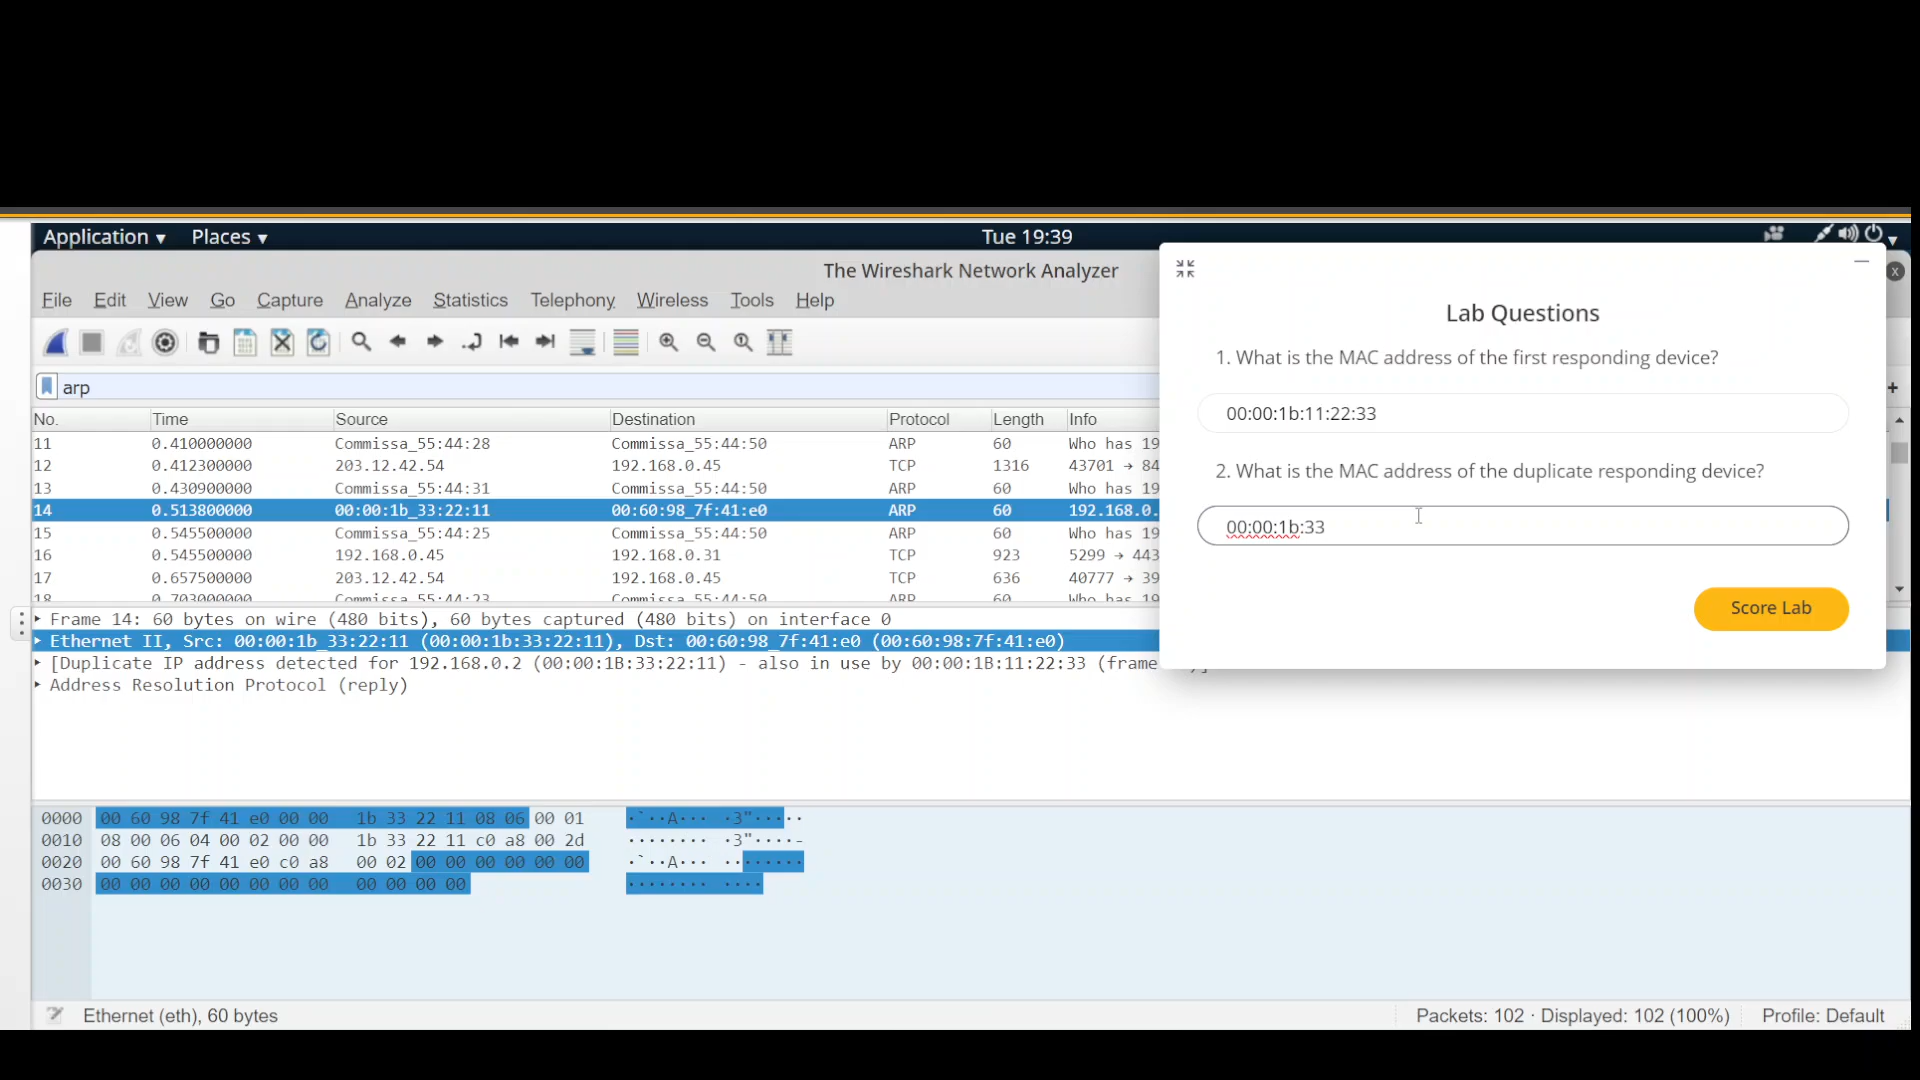 Application ▾ Places ▾ Tue 19:39
The Wireshark Network Analyzer
File Edit View Go Capture Analyze Statistics Telephony Wireless Tools Help
arp
No. Time Source Destination Protocol Length Info
11 0.410000000 Commissa_55:44:28 Commissa_55:44:50 ARP 60 Who has 19
12 0.412300000 203.12.42.54 192.168.0.45 TCP 1316 43701 → 84
13 0.430900000 Commissa_55:44:31 Commissa_55:44:50 ARP 60 Who has 19
14 0.513800000 00:00:1b_33:22:11 00:60:98_7f:41:e0 ARP 60 192.168.0.
15 0.545500000 Commissa_55:44:25 Commissa_55:44:50 ARP 60 Who has 19
16 0.545500000 192.168.0.45 192.168.0.31 TCP 923 5299 → 443
17 0.657500000 203.12.42.54 192.168.0.45 TCP 636 40777 → 39
18 0.703000000 Commissa_55:44:23 Commissa_55:44:50 ARP 60 Who has 19
Frame 14: 60 bytes on wire (480 bits), 60 bytes captured (480 bits) on interface 0
Ethernet II, Src: 00:00:1b_33:22:11 (00:00:1b:33:22:11), Dst: 00:60:98_7f:41:e0 (00:60:98:7f:41:e0)
[Duplicate IP address detected for 192.168.0.2 (00:00:1B:33:22:11) - also in use by 00:00:1B:11:22:33 (frame
Address Resolution Protocol (reply)
0000 00 60 98 7f 41 e0 00 00 1b 33 22 11 08 06 00 01 ·`··A··· ·3"·····
0010 08 00 06 04 00 02 00 00 1b 33 22 11 c0 a8 00 2d ········ ·3"····-
0020 00 60 98 7f 41 e0 c0 a8 00 02 00 00 00 00 00 00 ·`··A··· ········
0030 00 00 00 00 00 00 00 00 00 00 00 00 ········ ····
Ethernet (eth), 60 bytes
Packets: 102 · Displayed: 102 (100%) Profile: Default
Lab Questions
1. What is the MAC address of the first responding device?
00:00:1b:11:22:33
2. What is the MAC address of the duplicate responding device?
00:00:1b:33
Score Lab